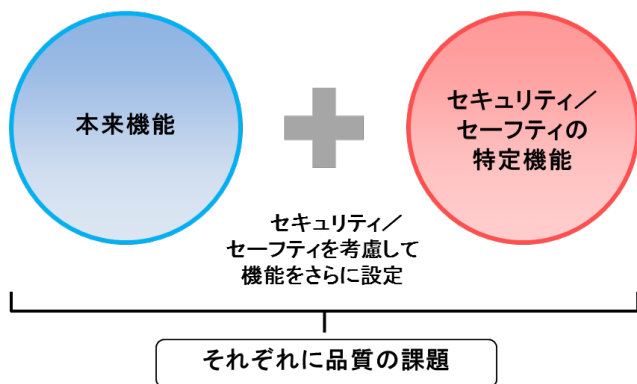 本来機能
セキュリティ／
セーフティの
特定機能
セキュリティ／
セーフティを考慮して
機能をさらに設定
それぞれに品質の課題